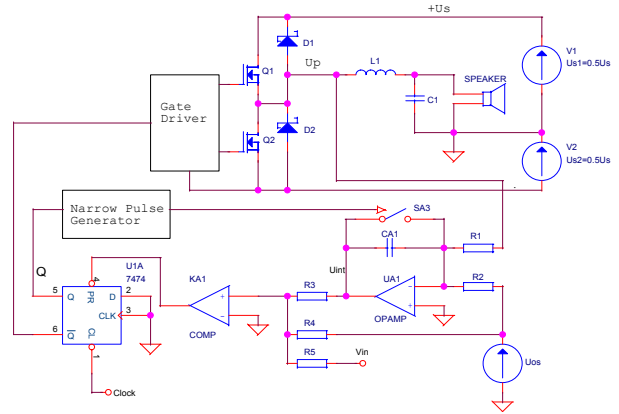 +Us
D1
Q1
Up
L1
V1
Us1=0.5Us
SPEAKER
C1
Gate
Driver
Q2
D2
V2
Us2=0.5Us
Narrow Pulse
Generator
SA3
CA1
R1
Q
U1A
7474
KA1
Uint
UA1
R2
R3
4
5
Q
PR
D
2
CLK
3
6
Q
CL
1
+
-
COMP
-
+
OPAMP
R4
R5
Vin
Uos
Clock